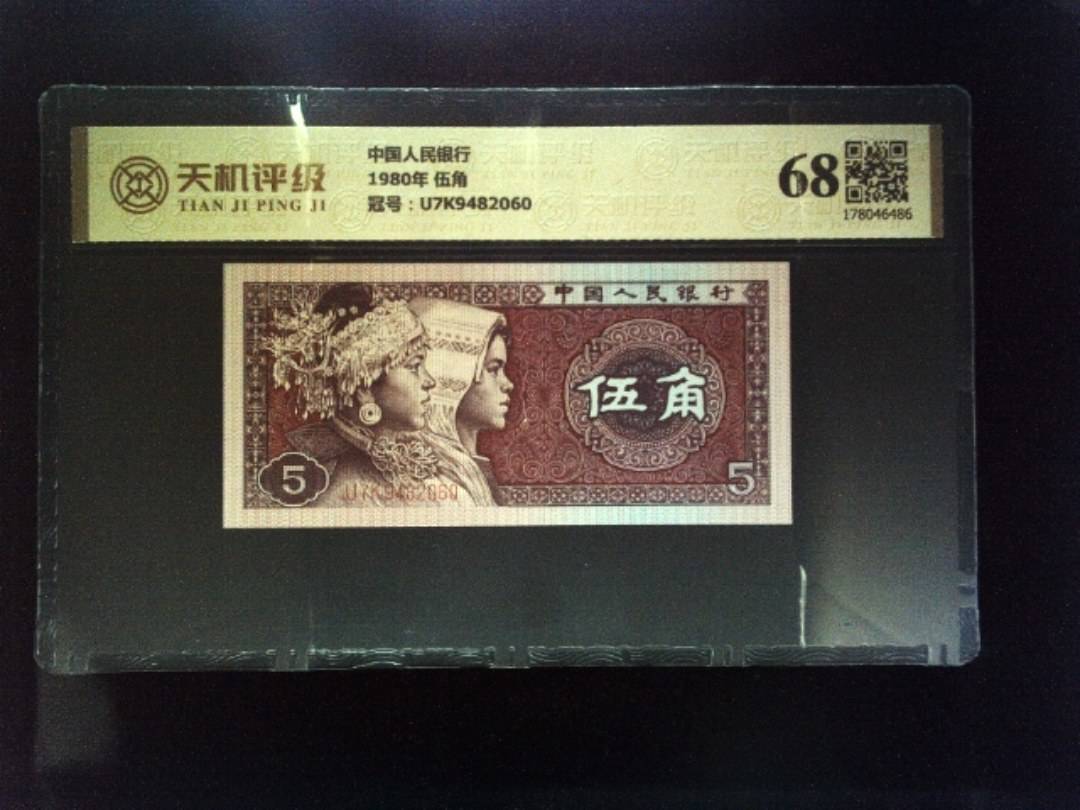 天机评级
TIAN JI PING JI
中国人民银行
1980年 伍角
冠号：U7K9482060
68
178046486
中国人民银行
伍角
5
U7K9482060
5